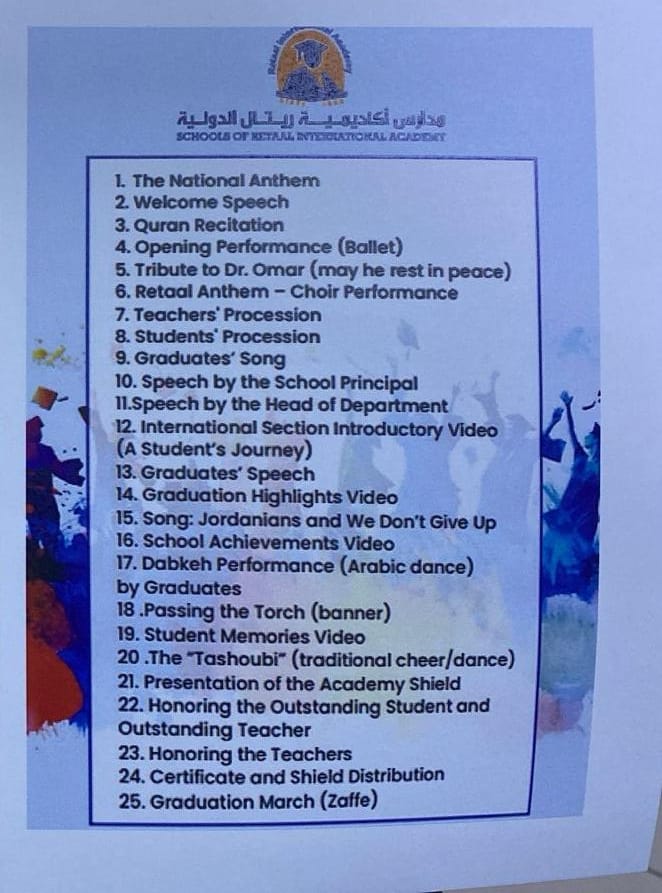 Retaal International Academy
مدارس أكاديميـــة ريـتـال الدوليـة
SCHOOLS OF RETAAL INTERNATIONAL ACADEMY
1. The National Anthem
2. Welcome Speech
3. Quran Recitation
4. Opening Performance (Ballet)
5. Tribute to Dr. Omar (may he rest in peace)
6. Retaal Anthem – Choir Performance
7. Teachers' Procession
8. Students' Procession
9. Graduates' Song
10. Speech by the School Principal
11.Speech by the Head of Department
12. International Section Introductory Video
(A Student's Journey)
13. Graduates' Speech
14. Graduation Highlights Video
15. Song: Jordanians and We Don't Give Up
16. School Achievements Video
17. Dabkeh Performance (Arabic dance)
by Graduates
18 .Passing the Torch (banner)
19. Student Memories Video
20 .The "Tashoubi" (traditional cheer/dance)
21. Presentation of the Academy Shield
22. Honoring the Outstanding Student and
Outstanding Teacher
23. Honoring the Teachers
24. Certificate and Shield Distribution
25. Graduation March (Zaffe)